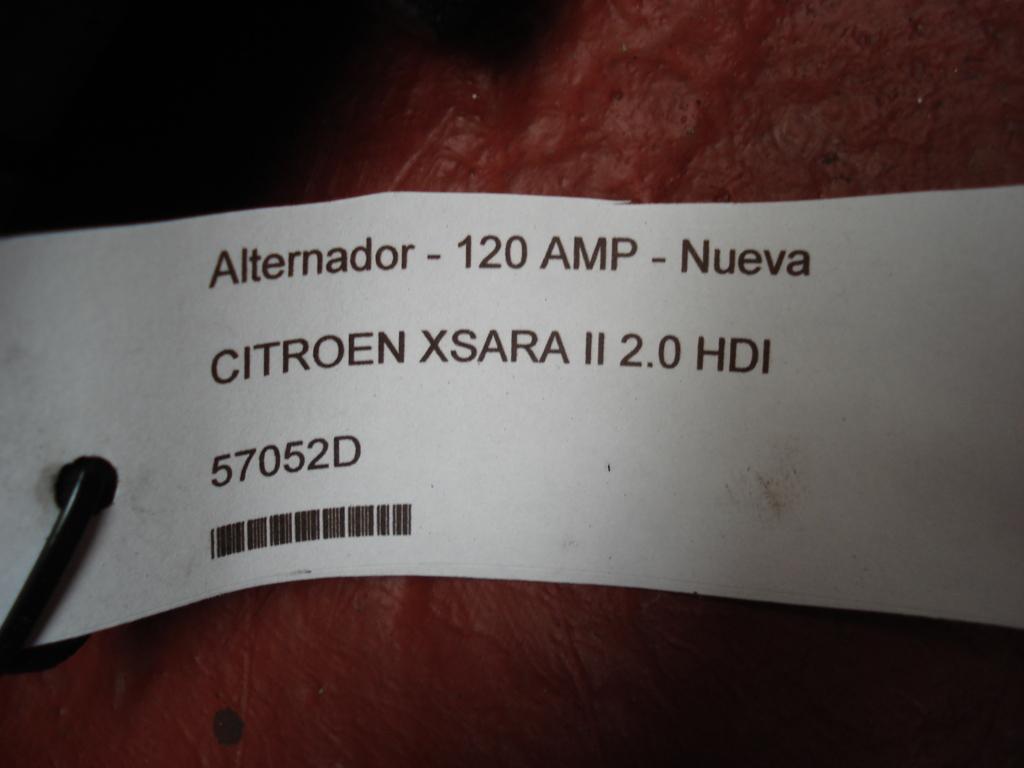 Alternador - 120 AMP - Nueva
CITROEN XSARA II 2.0 HDI
57052D